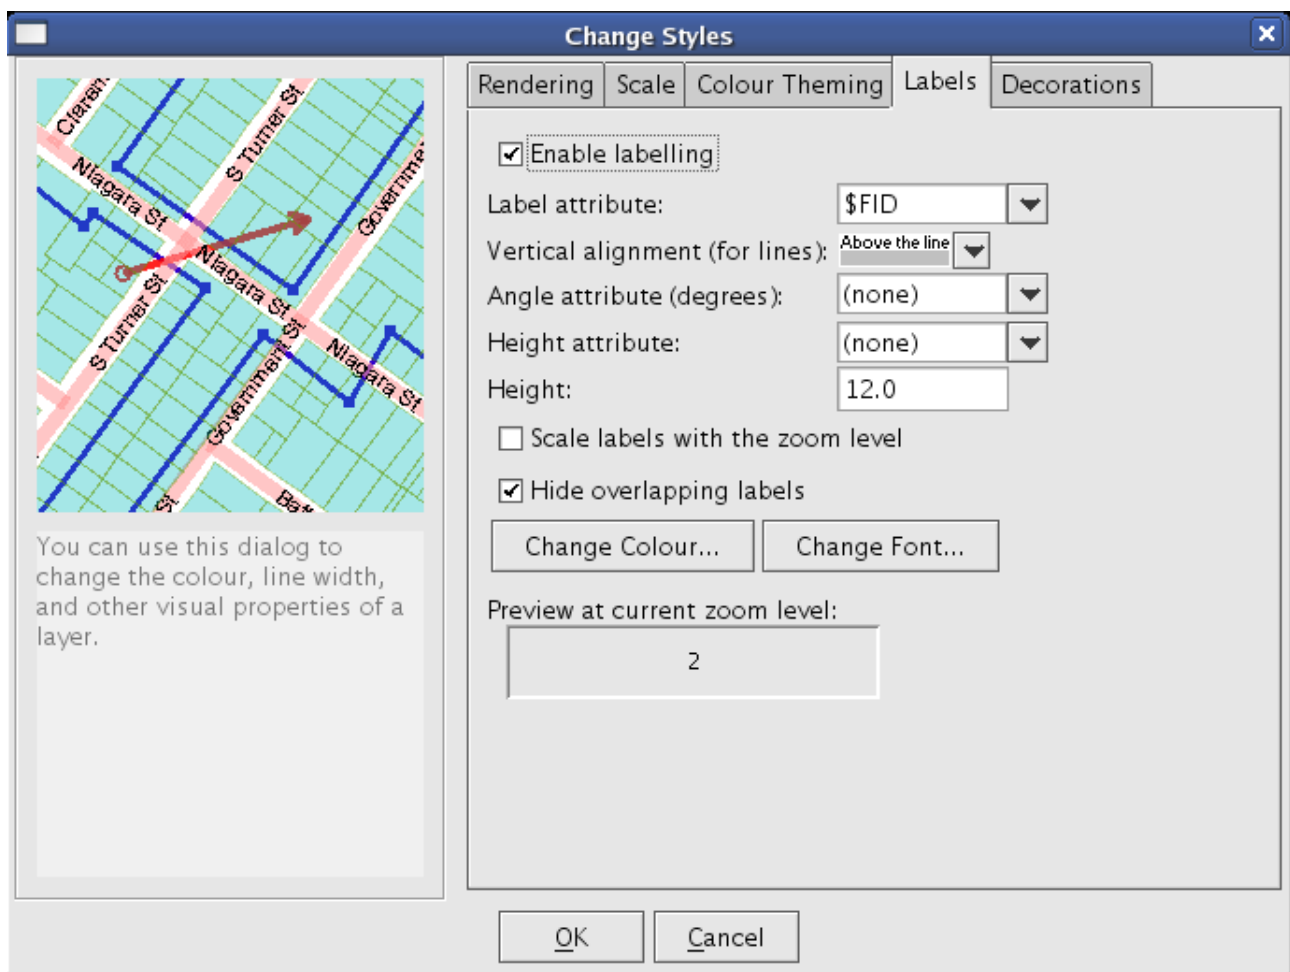 Change Styles
Rendering Scale Colour Theming Labels Decorations
Claren
S Turner St
Governme
Niagara St
Niagara St
S Turner St
Government St
Niagara St
St
Bat
You can use this dialog to
change the colour, line width,
and other visual properties of a
layer.
Enable labelling
Label attribute: $FID
Vertical alignment (for lines): Above the line
Angle attribute (degrees): (none)
Height attribute: (none)
Height: 12.0
Scale labels with the zoom level
Hide overlapping labels
Change Colour... Change Font...
Preview at current zoom level:
2
OK Cancel